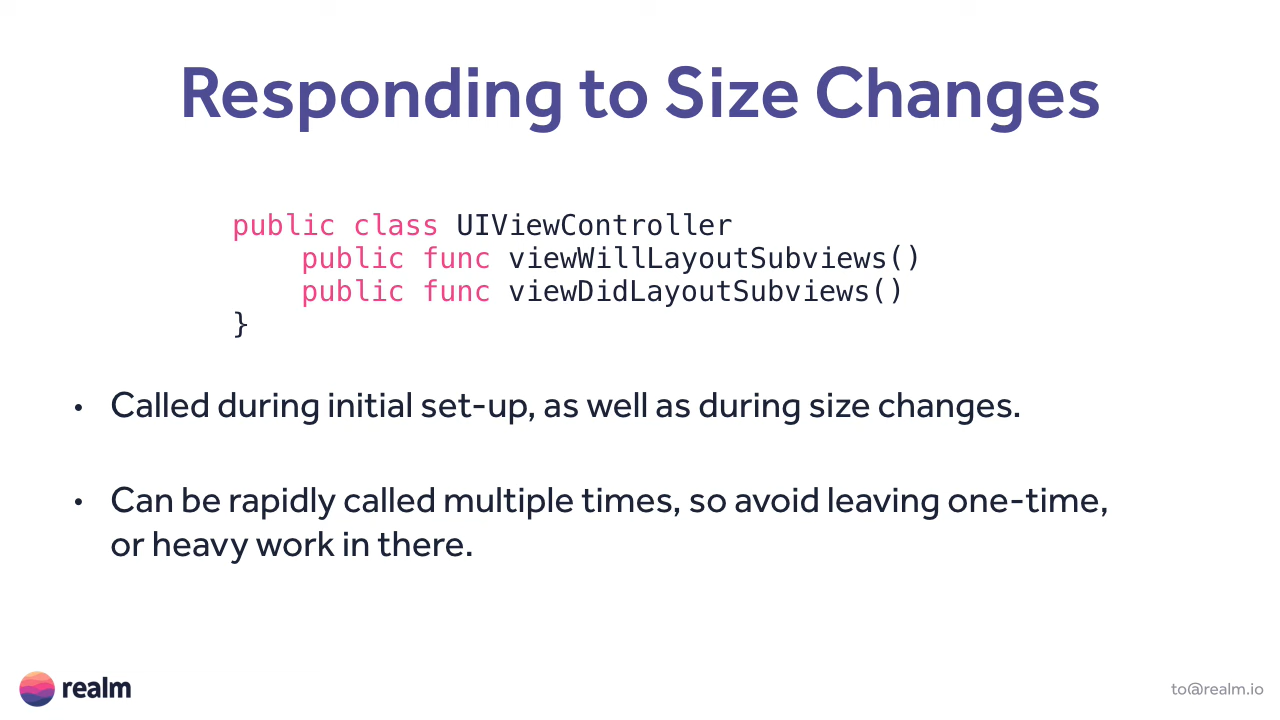 Responding to Size Changes
public class UIViewController
    public func viewWillLayoutSubviews()
    public func viewDidLayoutSubviews()
}
• Called during initial set-up, as well as during size changes.
• Can be rapidly called multiple times, so avoid leaving one-time,
or heavy work in there.
realm
to@realm.io